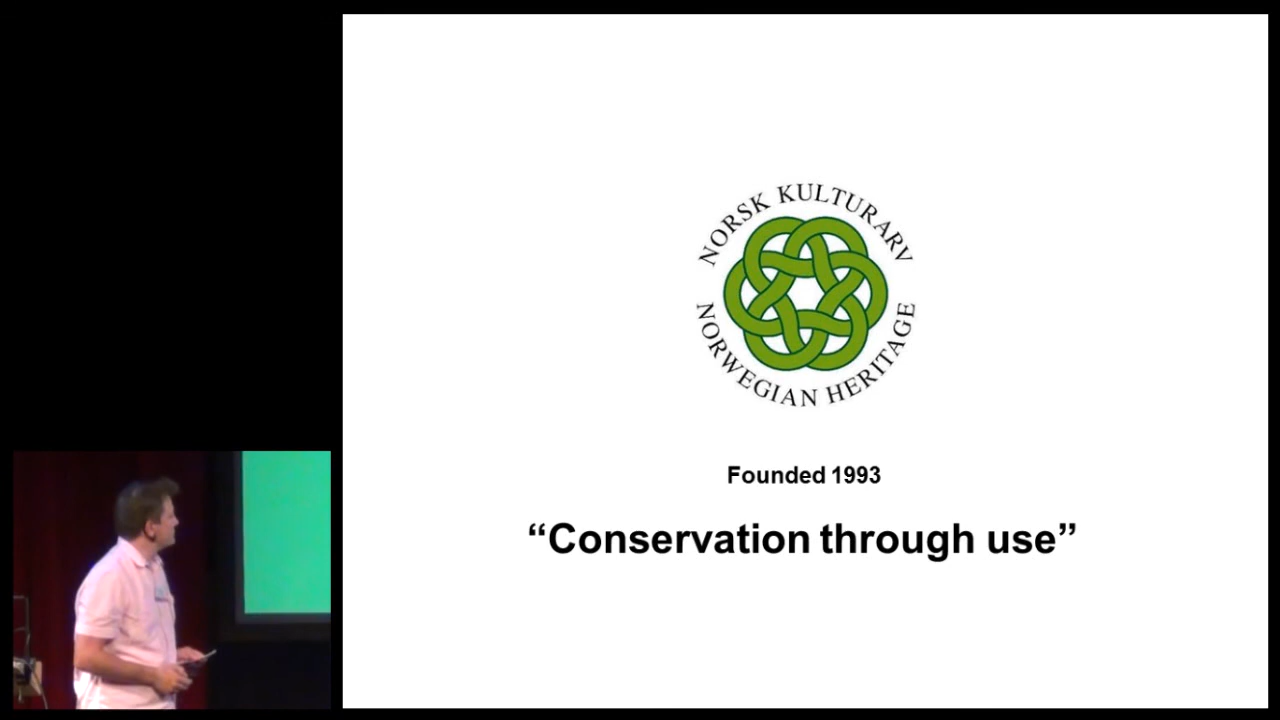 NORSK KULTURARV
NORWEGIAN HERITAGE
Founded 1993
“Conservation through use”